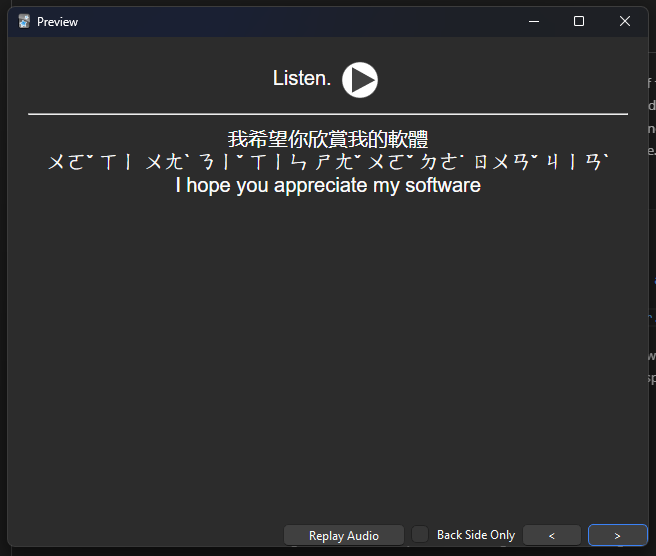 Preview
Listen.
我希望你欣賞我的軟體
ㄨㄛˇ ㄒㄧ ㄨㄤˋ ㄋㄧˇ ㄒㄧㄣ ㄕㄤˇ ㄨㄛˇ ㄉㄜ˙ ㄖㄨㄢˇ ㄐㄧㄢˋ
I hope you appreciate my software
Replay Audio Back Side Only < >